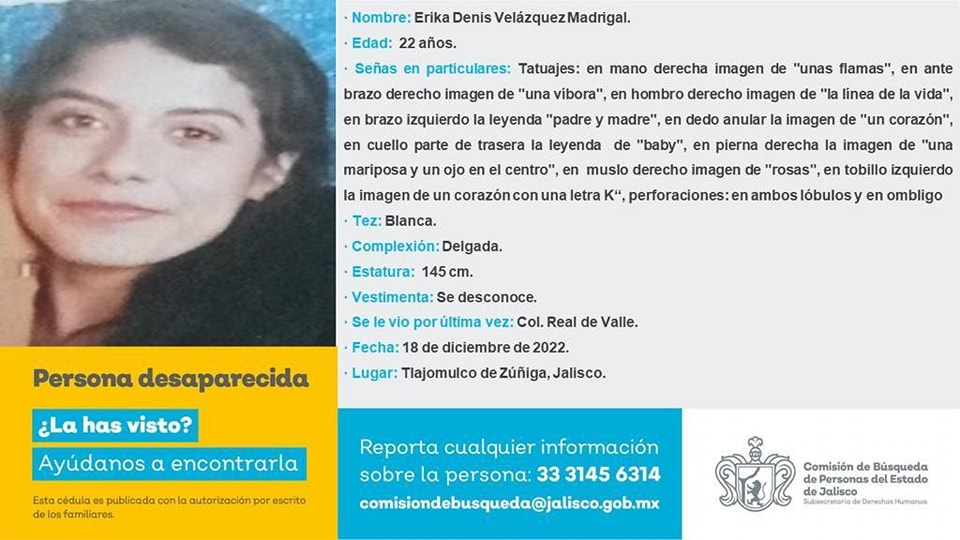 · Nombre: Erika Denis Velázquez Madrigal.
· Edad: 22 años.
· Señas en particulares: Tatuajes: en mano derecha imagen de "unas flamas", en ante
brazo derecho imagen de "una víbora", en hombro derecho imagen de "la línea de la vida",
en brazo izquierdo la leyenda "padre y madre", en dedo anular la imagen de "un corazón",
en cuello parte de trasera la leyenda de "baby", en pierna derecha la imagen de "una
mariposa y un ojo en el centro", en muslo derecho imagen de "rosas", en tobillo izquierdo
la imagen de un corazón con una letra K“, perforaciones: en ambos lóbulos y en ombligo
· Tez: Blanca.
· Complexión: Delgada.
· Estatura: 145 cm.
· Vestimenta: Se desconoce.
· Se le vio por última vez: Col. Real de Valle.
· Fecha: 18 de diciembre de 2022.
· Lugar: Tlajomulco de Zúñiga, Jalisco.
Persona desaparecida
¿La has visto?
Ayúdanos a encontrarla
Esta cédula es publicada con la autorización por escrito
de los familiares.
Reporta cualquier información
sobre la persona: 33 3145 6314
comisiondebusqueda@jalisco.gob.mx
Comisión de Búsqueda
de Personas del Estado
de Jalisco
Subsecretaría de Derechos Humanos